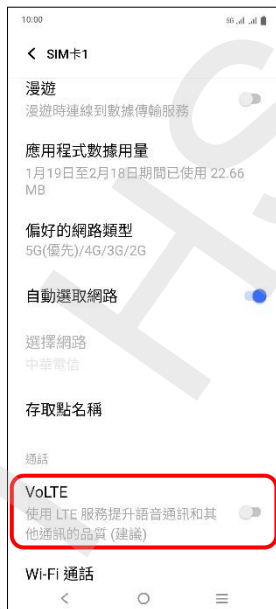 10:00 5G
SIM卡1
漫遊
漫遊時連線到數據傳輸服務
應用程式數據用量
1月19日至2月18日期間已使用 22.66
MB
偏好的網路類型
5G(優先)/4G/3G/2G
自動選取網路
選擇網路
中華電信
存取點名稱
通話
VoLTE
使用 LTE 服務提升語音通訊和其
他通訊的品質 (建議)
Wi-Fi 通話